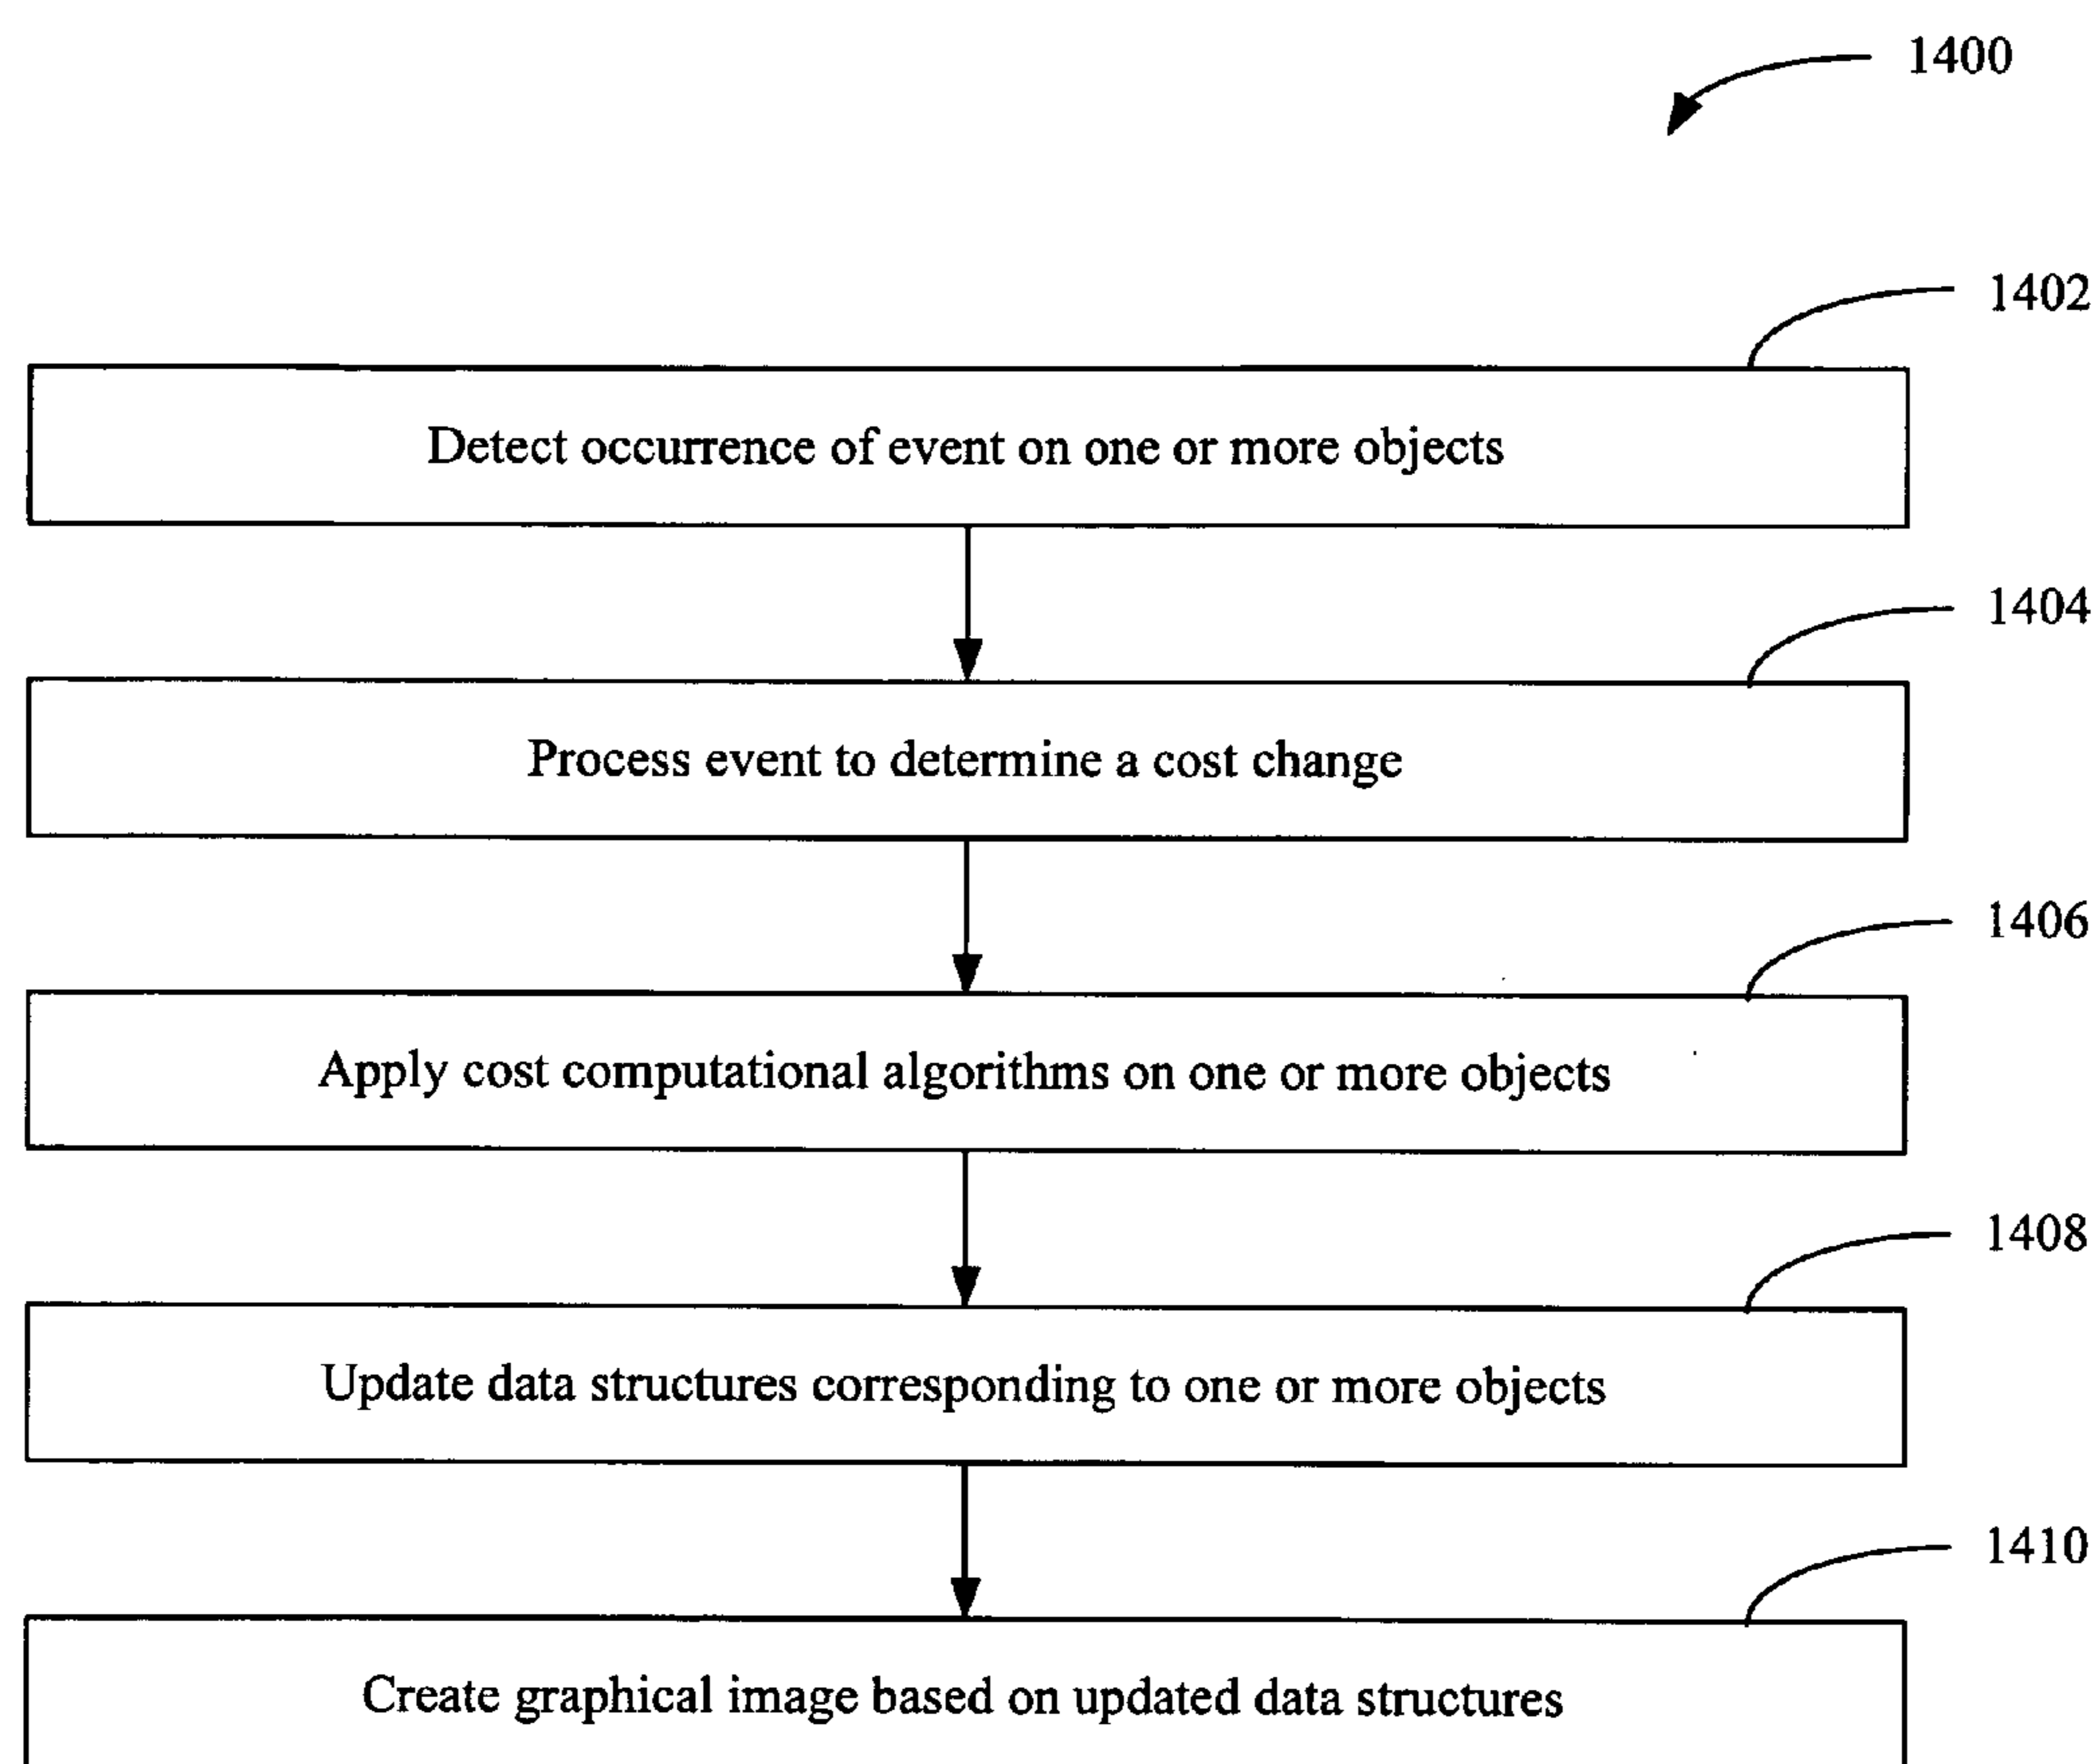 1400
1402
Detect occurrence of event on one or more objects
1404
Process event to determine a cost change
1406
Apply cost computational algorithms on one or more objects
1408
Update data structures corresponding to one or more objects
1410
Create graphical image based on updated data structures